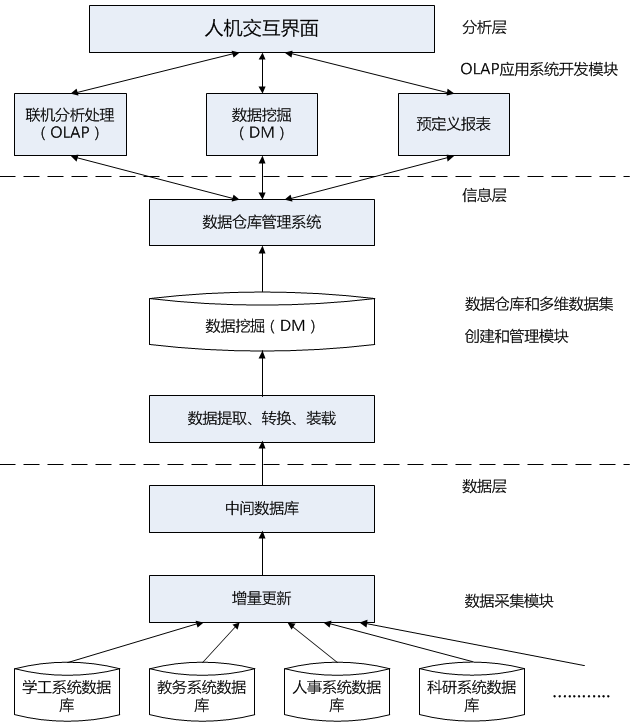 人机交互界面
分析层
OLAP应用系统开发模块
联机分析处理
（OLAP）
数据挖掘
（DM）
预定义报表
信息层
数据仓库管理系统
数据仓库和多维数据集
创建和管理模块
数据挖掘（DM）
数据提取、转换、装载
数据层
中间数据库
增量更新
数据采集模块
学工系统数据
库
教务系统数据
库
人事系统数据
库
科研系统数据
库
…………